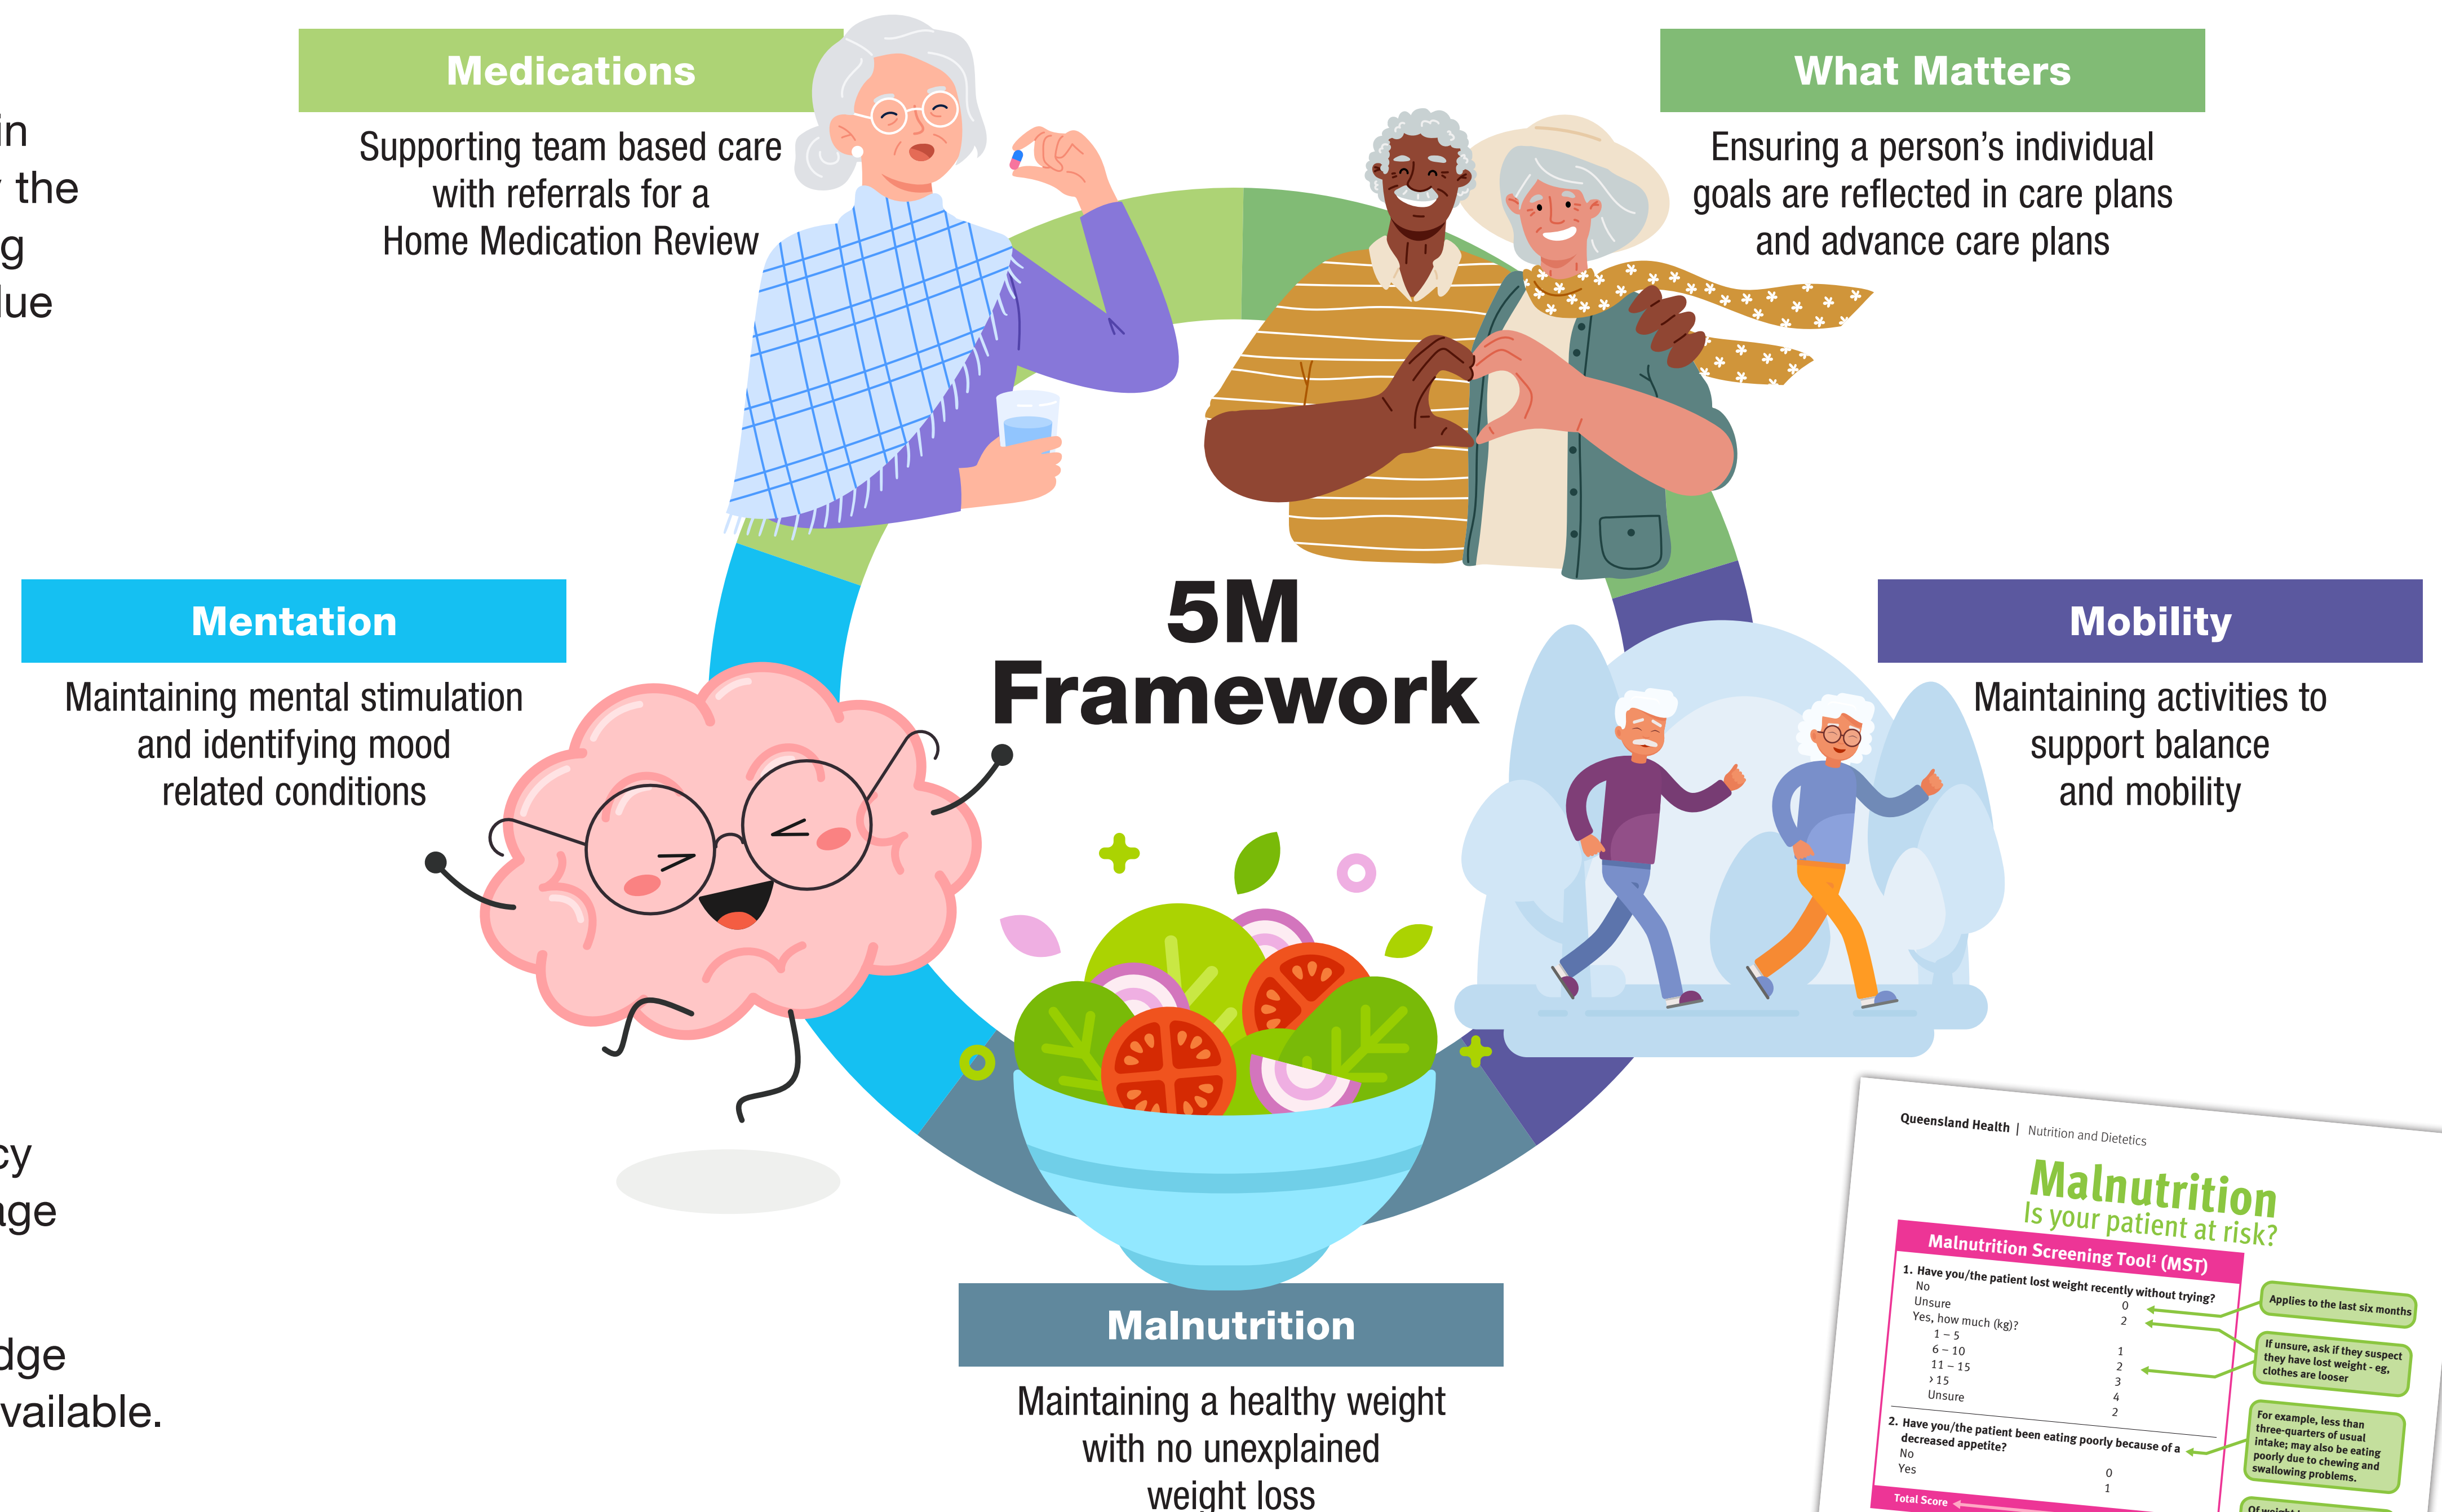 in
the
g
lue
Medications
Supporting team based care
with referrals for a
Home Medication Review
What Matters
Ensuring a person’s individual
goals are reflected in care plans
and advance care plans
Mentation
Maintaining mental stimulation
and identifying mood
related conditions
5M
Framework
Mobility
Maintaining activities to
support balance
and mobility
cy
age
dge
vailable.
Malnutrition
Maintaining a healthy weight
with no unexplained
weight loss
Queensland Health | Nutrition and Dietetics
Malnutrition
Is your patient at risk?
Malnutrition Screening Tool¹ (MST)
1. Have you/the patient lost weight recently without trying?
No 0
Unsure 2
Yes, how much (kg)?
1 – 5 1
6 – 10 2
11 – 15 3
› 15 4
Unsure 2
2. Have you/the patient been eating poorly because of a
decreased appetite?
No 0
Yes 1
Total Score
Applies to the last six months
If unsure, ask if they suspect
they have lost weight - eg,
clothes are looser
For example, less than
three-quarters of usual
intake; may also be eating
poorly due to chewing and
swallowing problems.